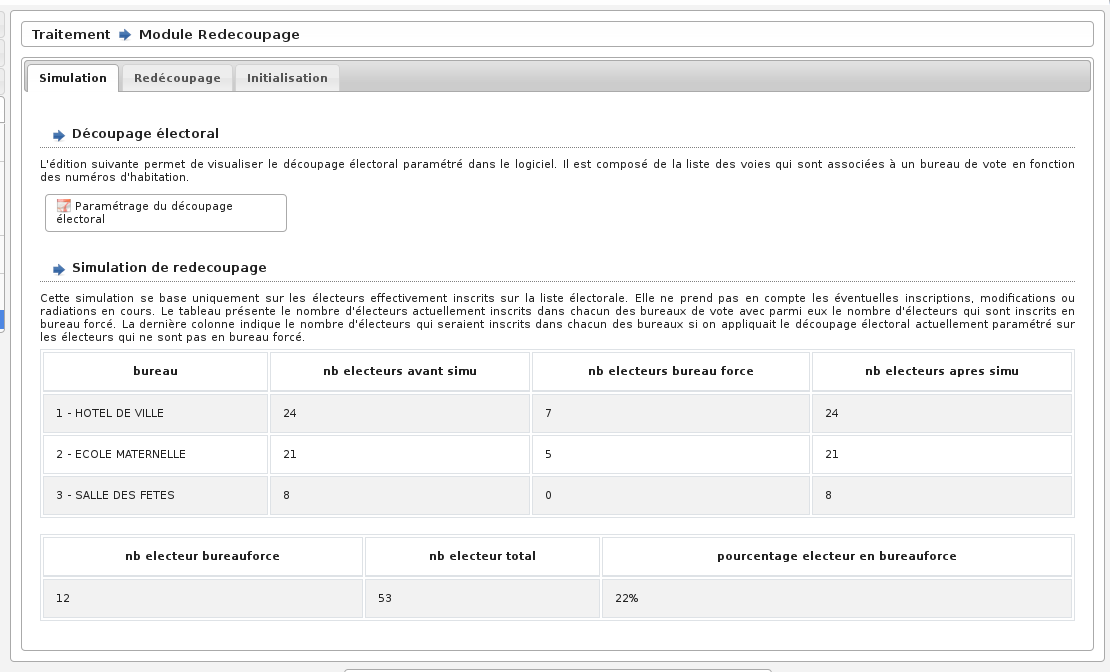 Traitement Module Redecoupage
Simulation Redécoupage Initialisation
Découpage électoral
L'édition suivante permet de visualiser le découpage électoral paramétré dans le logiciel. Il est composé de la liste des voies qui sont associées à un bureau de vote en fonction
des numéros d'habitation.
Paramétrage du découpage
électoral
Simulation de redecoupage
Cette simulation se base uniquement sur les électeurs effectivement inscrits sur la liste électorale. Elle ne prend pas en compte les éventuelles inscriptions, modifications ou
radiations en cours. Le tableau présente le nombre d'électeurs actuellement inscrits dans chacun des bureaux de vote avec parmi eux le nombre d'électeurs qui sont inscrits en
bureau forcé. La dernière colonne indique le nombre d'électeurs qui seraient inscrits dans chacun des bureaux si on appliquait le découpage électoral actuellement paramétré sur
les électeurs qui ne sont pas en bureau forcé.
bureau nb electeurs avant simu nb electeurs bureau force nb electeurs apres simu
1 - HOTEL DE VILLE 24 7 24
2 - ECOLE MATERNELLE 21 5 21
3 - SALLE DES FETES 8 0 8
nb electeur bureauforce nb electeur total pourcentage electeur en bureauforce
12 53 22%